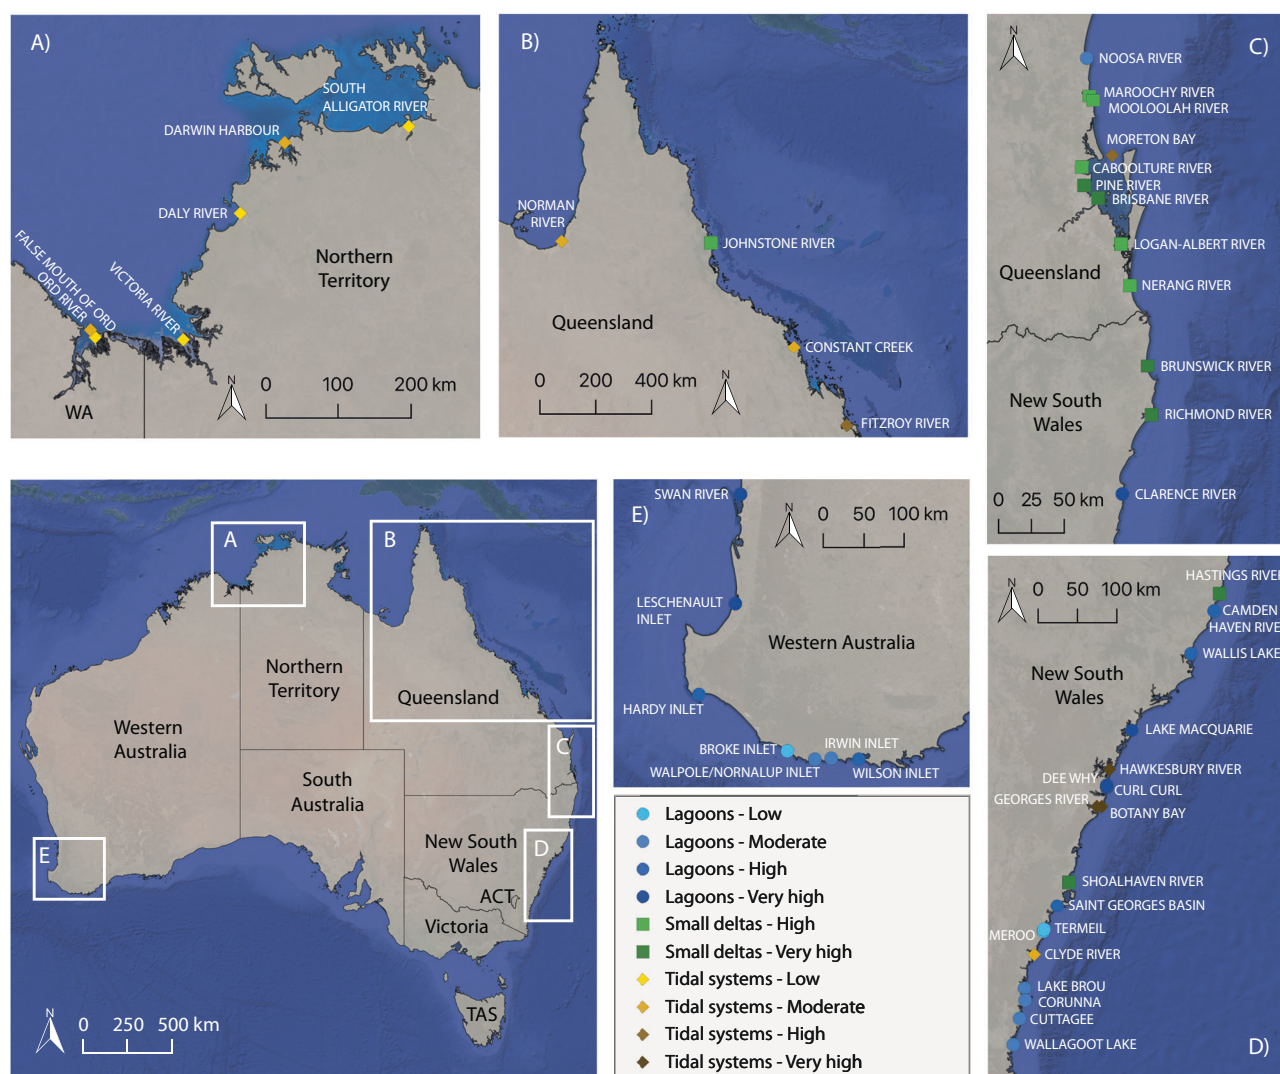 A)
SOUTH
ALLIGATOR RIVER
DARWIN HARBOUR
DALY RIVER
FALSE MOUTH OF ORD
ORD RIVER
VICTORIA RIVER
Northern
Territory
WA
N
0 100 200 km
B)
NORMAN
RIVER
JOHNSTONE RIVER
Queensland
CONSTANT CREEK
FITZROY RIVER
0 200 400 km
N
C)
N
NOOSA RIVER
MAROOCHY RIVER
MOOLOOLAH RIVER
MORETON BAY
CABOOLTURE RIVER
PINE RIVER
BRISBANE RIVER
LOGAN-ALBERT RIVER
Queensland
NERANG RIVER
BRUNSWICK RIVER
New South
Wales
RICHMOND RIVER
CLARENCE RIVER
0 25 50 km
A
B
C
D
E
Northern
Territory
Queensland
Western
Australia
South
Australia
New South
Wales
ACT
Victoria
TAS
N
0 250 500 km
E)
SWAN RIVER
N
0 50 100 km
LESCHENAULT
INLET
Western Australia
HARDY INLET
BROKE INLET
IRWIN INLET
WALPOLE/NORNALUP INLET
WILSON INLET
Lagoons - Low
Lagoons - Moderate
Lagoons - High
Lagoons - Very high
Small deltas - High
Small deltas - Very high
Tidal systems - Low
Tidal systems - Moderate
Tidal systems - High
Tidal systems - Very high
N
0 50 100 km
HASTINGS RIVER
CAMDEN
HAVEN RIVE
WALLIS LAKE
New South
Wales
LAKE MACQUARIE
HAWKESBURY RIVER
DEE WHY
CURL CURL
GEORGES RIVER
BOTANY BAY
SHOALHAVEN RIVER
SAINT GEORGES BASIN
TERMEIL
MEROO
CLYDE RIVER
LAKE BROU
CORUNNA
CUTTAGEE
WALLAGOOT LAKE
D)